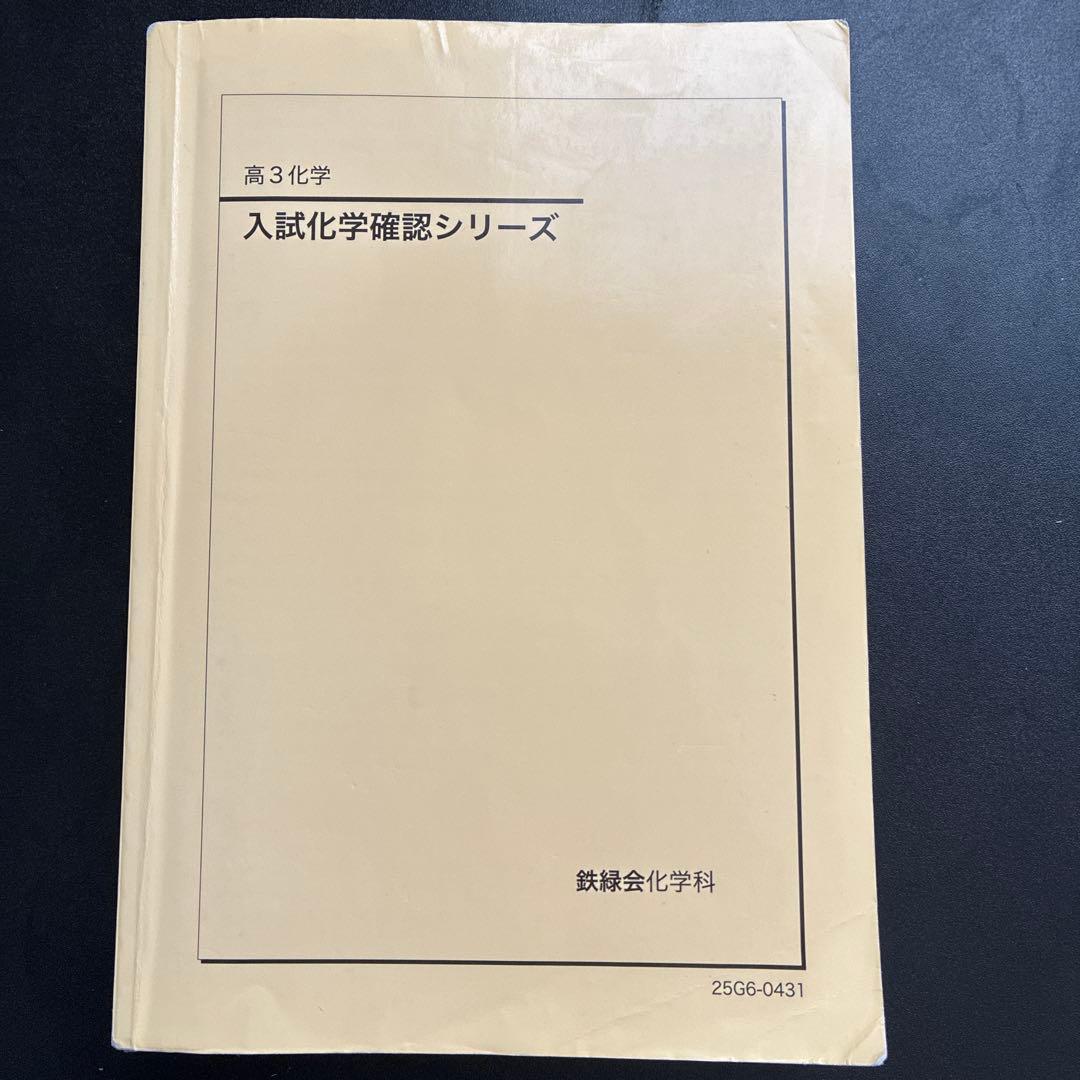 高３化学
入試化学確認シリーズ
鉄緑会化学科
25G6-0431